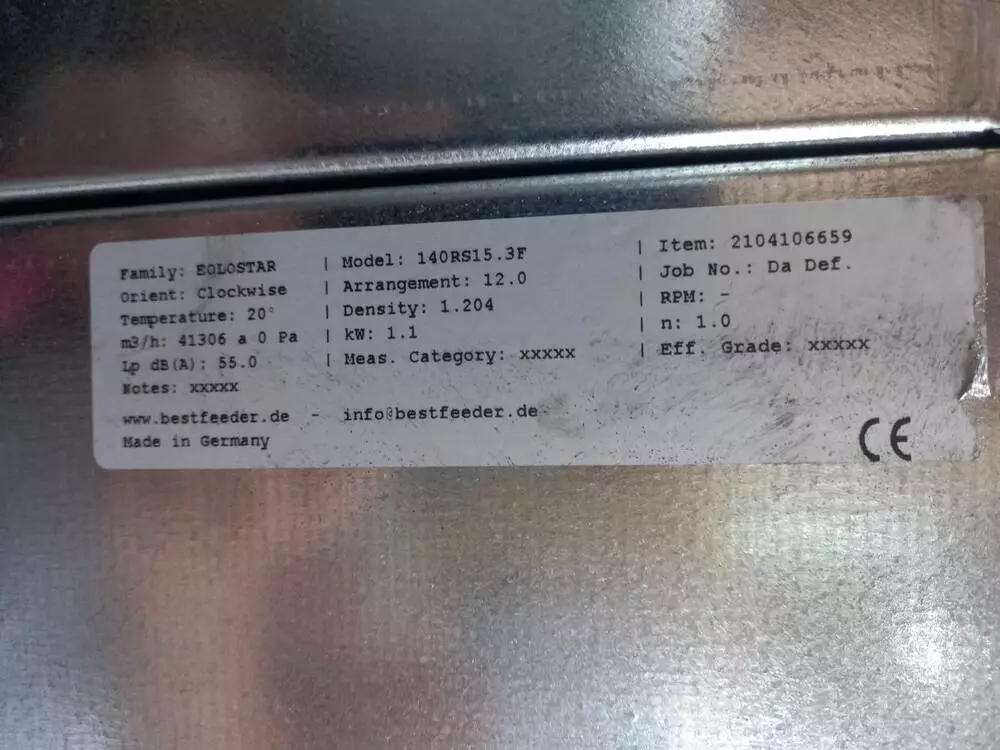 Family: EOLOSTAR | Model: 140RS15.3F | Item: 2104106659
Orient: Clockwise | Arrangement: 12.0 | Job No.: Da Def.
Temperature: 20° | Density: 1.204 | RPM: -
m3/h: 41306 a 0 Pa | kW: 1.1 | n: 1.0
Lp dB(A): 55.0 | Meas. Category: xxxxx | Eff. Grade: xxxxx
Notes: xxxxx
www.bestfeeder.de - info@bestfeeder.de
Made in Germany
CE